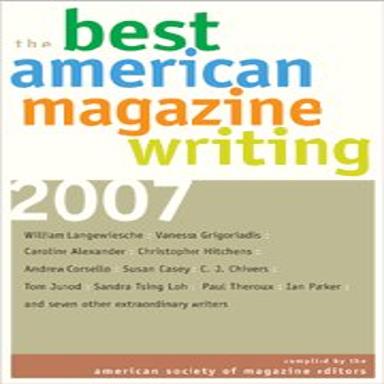 the best
american
magazine
writing
2007
William Langewiesche : Vanessa Grigoriadis :
Caroline Alexander : Christopher Hitchens :
Andrew Corsello : Susan Casey : C. J. Chivers :
Tom Junod : Sandra Tsing Loh : Paul Theroux : Ian Parker :
and seven other extraordinary writers
compiled by the
american society of magazine editors